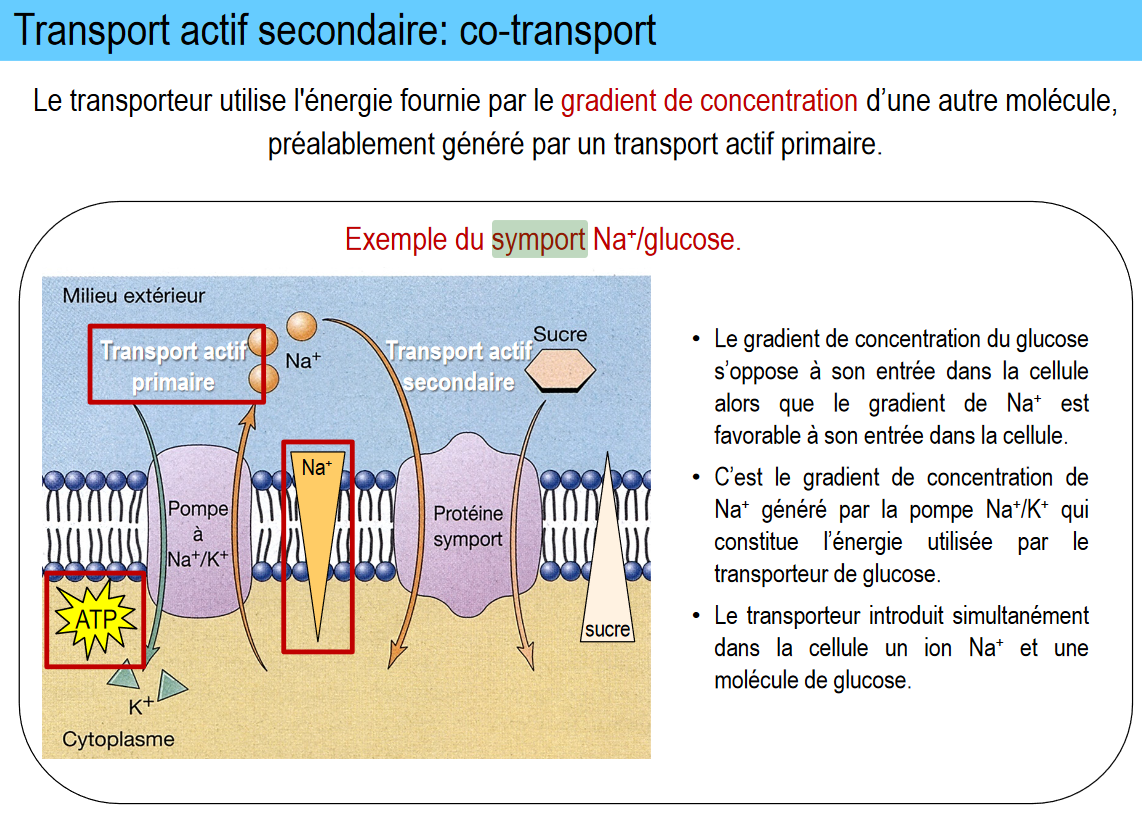 Transport actif secondaire: co-transport
Le transporteur utilise l'énergie fournie par le gradient de concentration d’une autre molécule,
préalablement généré par un transport actif primaire.
Exemple du symport Na⁺/glucose.
Milieu extérieur
Transport actif
primaire
Na⁺
Transport actif
secondaire
Sucre
Na⁺
Pompe
à
Na⁺/K⁺
Protéine
symport
ATP
sucre
K⁺
Cytoplasme
• Le gradient de concentration du glucose
s’oppose à son entrée dans la cellule
alors que le gradient de Na⁺ est
favorable à son entrée dans la cellule.
• C’est le gradient de concentration de
Na⁺ généré par la pompe Na⁺/K⁺ qui
constitue l’énergie utilisée par le
transporteur de glucose.
• Le transporteur introduit simultanément
dans la cellule un ion Na⁺ et une
molécule de glucose.